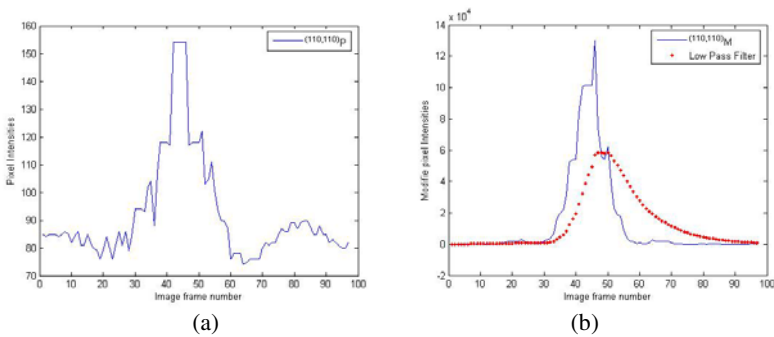 160
150
140
130
120
110
100
90
80
70
Pixel Intensities
(110,110)P
0 10 20 30 40 50 60 70 80 90 100
Image frame number
(a)
x 10^4
14
12
10
8
6
4
2
0
-2
Modifie pixel Intensities
(110,110)M
Low Pass Filter
0 10 20 30 40 50 60 70 80 90 100
Image frame number
(b)